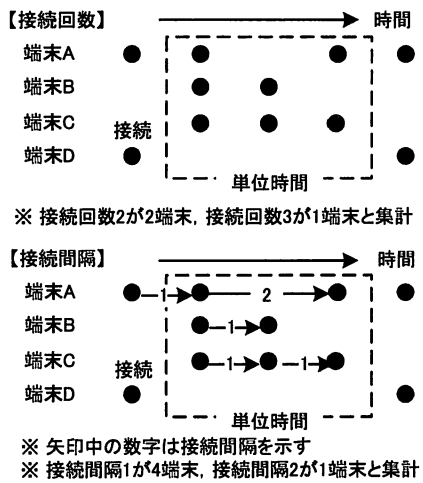 【接続回数】 時間
端末A
端末B
端末C
接続
端末D
単位時間
※ 接続回数2が2端末，接続回数3が1端末と集計
【接続間隔】 時間
端末A 1 2
端末B 1
端末C 1 1
接続
端末D
単位時間
※ 矢印中の数字は接続間隔を示す
※ 接続間隔1が4端末，接続間隔2が1端末と集計